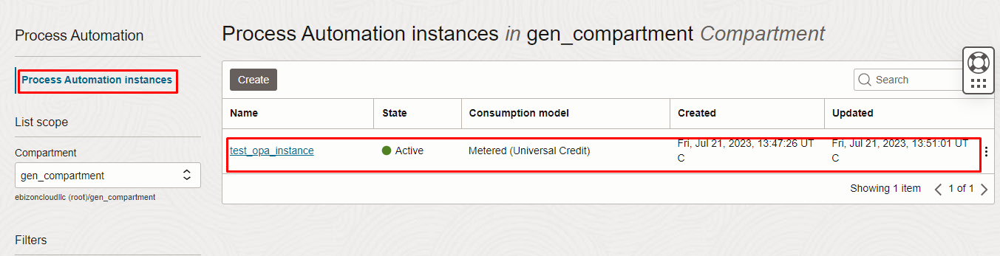 Process Automation
Process Automation instances
List scope
Compartment
gen_compartment
ebizoncloudllc (root)/gen_compartment
Filters
Process Automation instances in gen_compartment Compartment
Create
Search
Name State Consumption model Created Updated
test_opa_instance Active Metered (Universal Credit) Fri, Jul 21, 2023, 13:47:26 UT Fri, Jul 21, 2023, 13:51:01 UT
C C
Showing 1 item 1 of 1